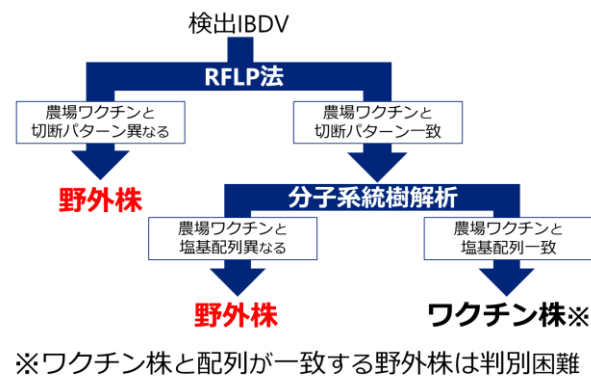 検出IBDV
RFLP法
農場ワクチンと
切断パターン異なる
農場ワクチンと
切断パターン一致
野外株
分子系統樹解析
農場ワクチンと
塩基配列異なる
農場ワクチンと
塩基配列一致
野外株
ワクチン株※
※ワクチン株と配列が一致する野外株は判別困難